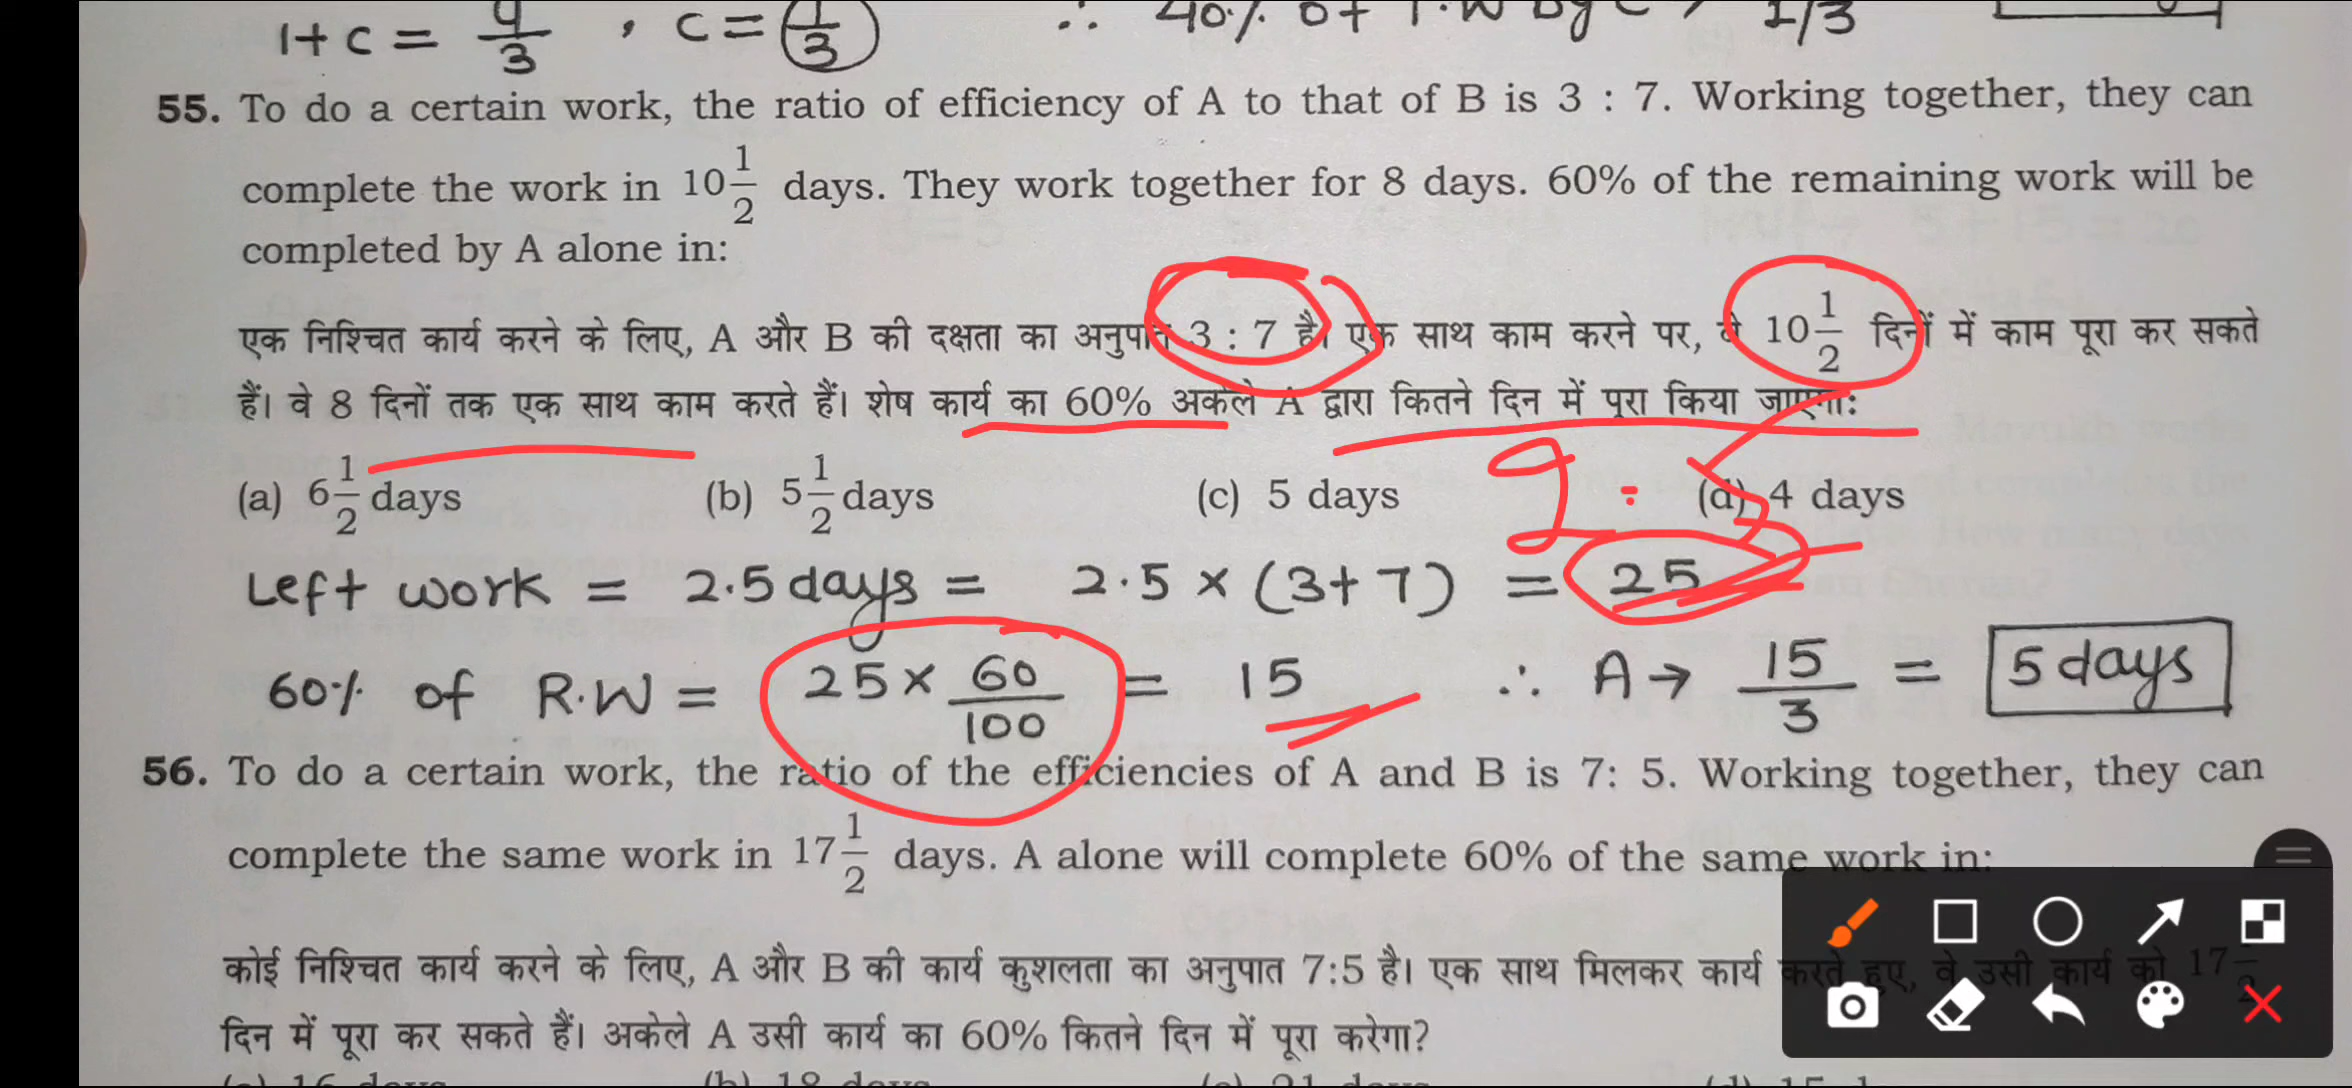 1+C = 4/3 , C = 1/3 ∴ 40% of T.W by C → 1/3
55. To do a certain work, the ratio of efficiency of A to that of B is 3 : 7. Working together, they can
complete the work in 10 1/2 days. They work together for 8 days. 60% of the remaining work will be
completed by A alone in:
एक निश्चित कार्य करने के लिए, A और B की दक्षता का अनुपात 3 : 7 है। एक साथ काम करने पर, वे 10 1/2 दिनों में काम पूरा कर सकते
हैं। वे 8 दिनों तक एक साथ काम करते हैं। शेष कार्य का 60% अकेले A द्वारा कितने दिन में पूरा किया जाएगा:
(a) 6 1/2 days (b) 5 1/2 days (c) 5 days (d) 4 days
Left work = 2.5 days = 2.5 × (3+7) = 25
60% of R.W = 25 × 60/100 = 15 ∴ A → 15/3 = 5 days
56. To do a certain work, the ratio of the efficiencies of A and B is 7: 5. Working together, they can
complete the same work in 17 1/2 days. A alone will complete 60% of the same work in:
कोई निश्चित कार्य करने के लिए, A और B की कार्य कुशलता का अनुपात 7:5 है। एक साथ मिलकर कार्य करते हुए, वे उसी कार्य को 17 1/2
दिन में पूरा कर सकते हैं। अकेले A उसी कार्य का 60% कितने दिन में पूरा करेगा?
(a) 16 days (b) 18 days (c) 21 days (d) 15